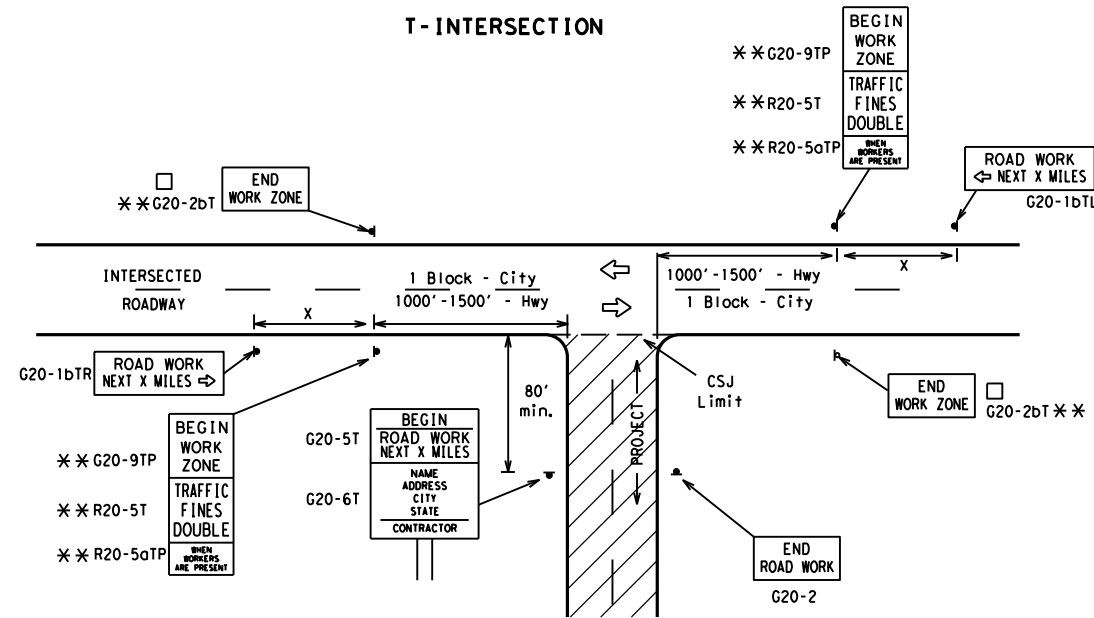 T-INTERSECTION
BEGIN
WORK
ZONE
**G20-9TP
TRAFFIC
FINES
DOUBLE
**R20-5T
WHEN
WORKERS
ARE PRESENT
**R20-5aTP
ROAD WORK
⇦ NEXT X MILES
G20-1bTL
END
WORK ZONE
□
**G20-2bT
INTERSECTED
ROADWAY
1 Block - City
1000'-1500' - Hwy
1000'-1500' - Hwy
1 Block - City
X
X
G20-1bTR
ROAD WORK
NEXT X MILES ⇨
80'
min.
CSJ
Limit
PROJECT
END
WORK ZONE
□
G20-2bT **
BEGIN
WORK
ZONE
**G20-9TP
TRAFFIC
FINES
DOUBLE
**R20-5T
WHEN
WORKERS
ARE PRESENT
**R20-5aTP
G20-5T
BEGIN
ROAD WORK
NEXT X MILES
G20-6T
NAME
ADDRESS
CITY
STATE
CONTRACTOR
END
ROAD WORK
G20-2